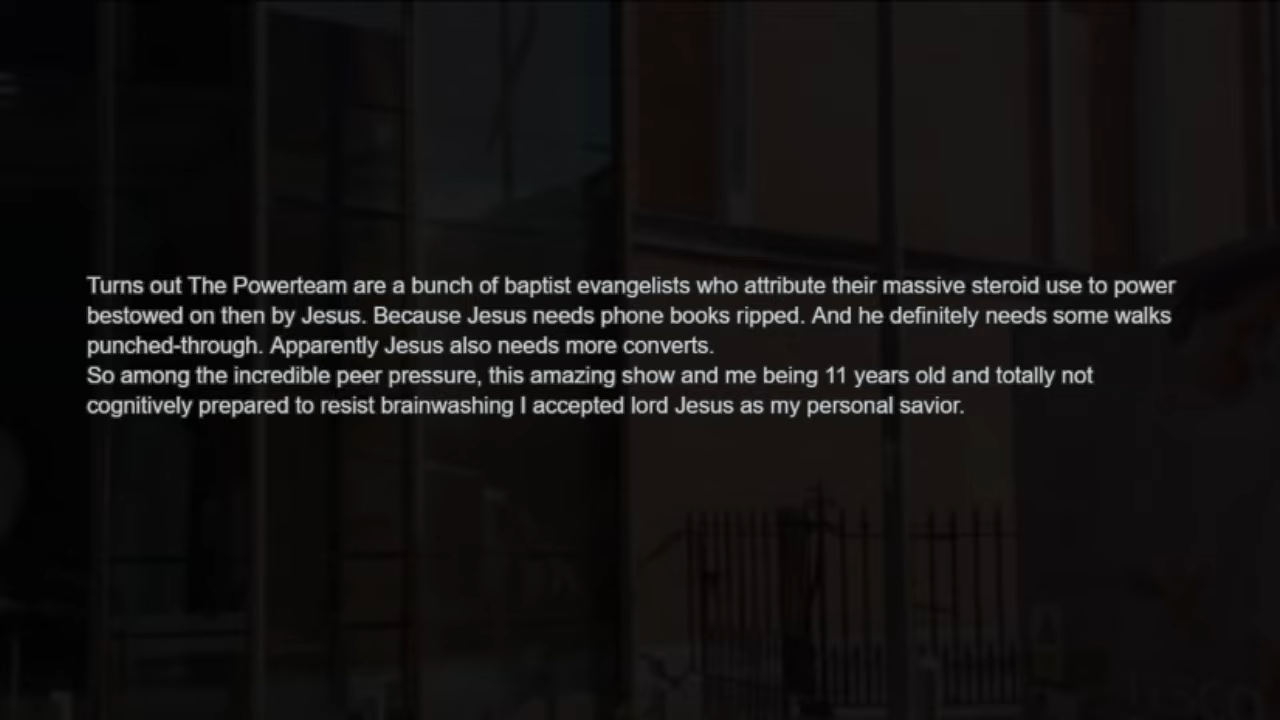 Turns out The Powerteam are a bunch of baptist evangelists who attribute their massive steroid use to power
bestowed on then by Jesus. Because Jesus needs phone books ripped. And he definitely needs some walks
punched-through. Apparently Jesus also needs more converts.
So among the incredible peer pressure, this amazing show and me being 11 years old and totally not
cognitively prepared to resist brainwashing I accepted lord Jesus as my personal savior.